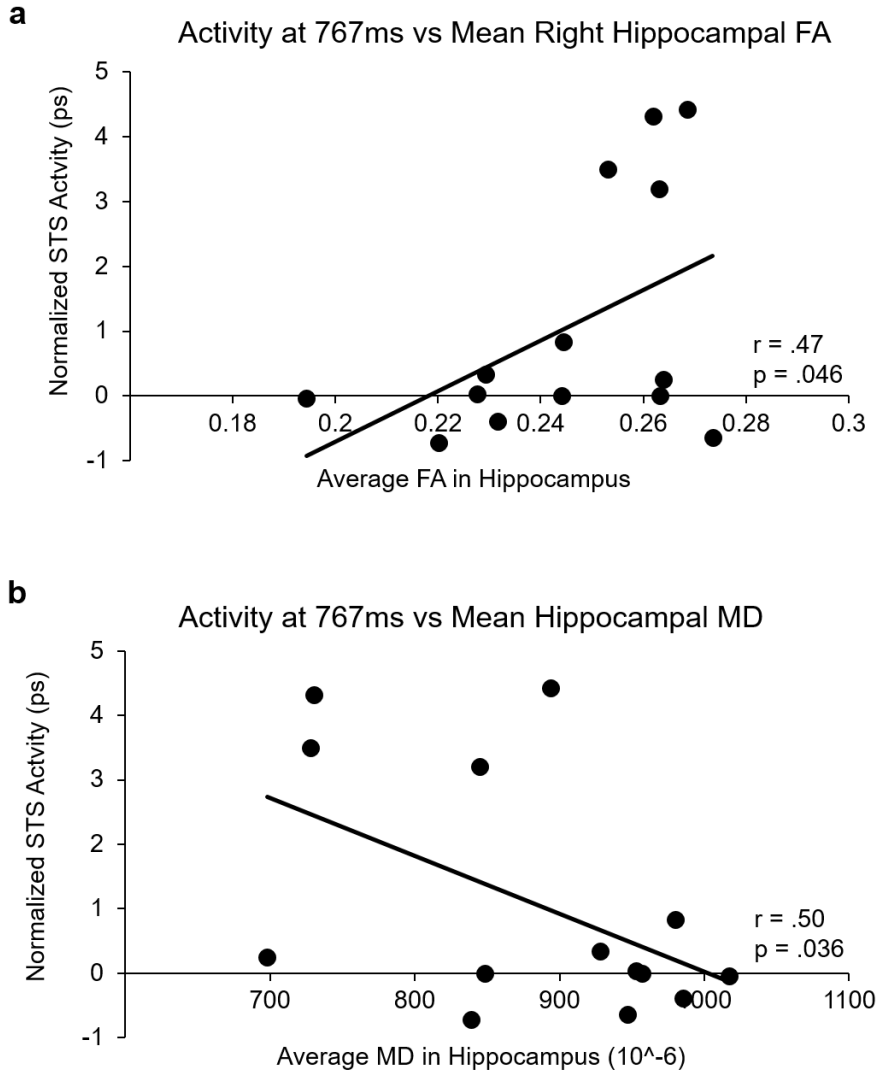 a
Activity at 767ms vs Mean Right Hippocampal FA
Normalized STS Actvity (ps)
5
4
3
2
1
0
-1
0.18 0.2 0.22 0.24 0.26 0.28 0.3
r = .47
p = .046
Average FA in Hippocampus
b
Activity at 767ms vs Mean Hippocampal MD
Normalized STS Actvity (ps)
5
4
3
2
1
0
-1
700 800 900 1000 1100
r = .50
p = .036
Average MD in Hippocampus (10^-6)